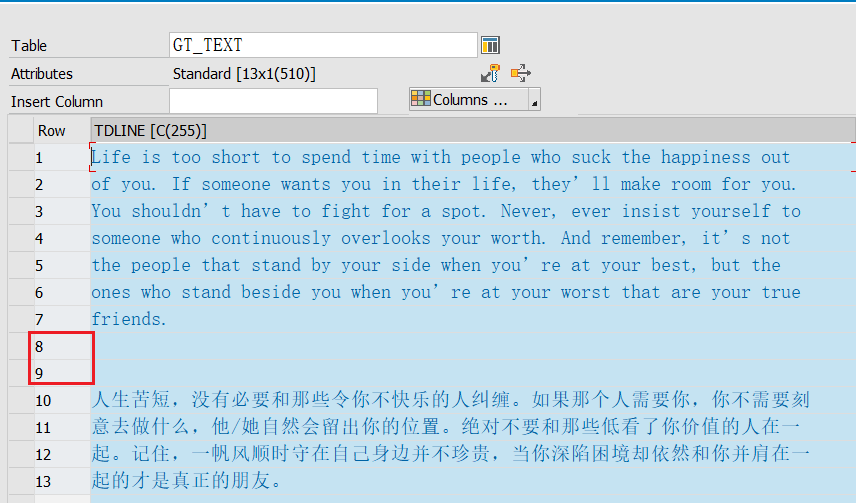 Table GT_TEXT
Attributes Standard [13x1(510)]
Insert Column Columns ...
Row TDLINE [C(255)]
1 Life is too short to spend time with people who suck the happiness out
2 of you. If someone wants you in their life, they’ll make room for you.
3 You shouldn’t have to fight for a spot. Never, ever insist yourself to
4 someone who continuously overlooks your worth. And remember, it’s not
5 the people that stand by your side when you’re at your best, but the
6 ones who stand beside you when you’re at your worst that are your true
7 friends.
8
9
10 人生苦短，没有必要和那些令你不快乐的人纠缠。如果那个人需要你，你不需要刻
11 意去做什么，他/她自然会留出你的位置。绝对不要和那些低看了你价值的人在一
12 起。记住，一帆风顺时守在自己身边并不珍贵，当你深陷困境却依然和你并肩在一
13 起的才是真正的朋友。